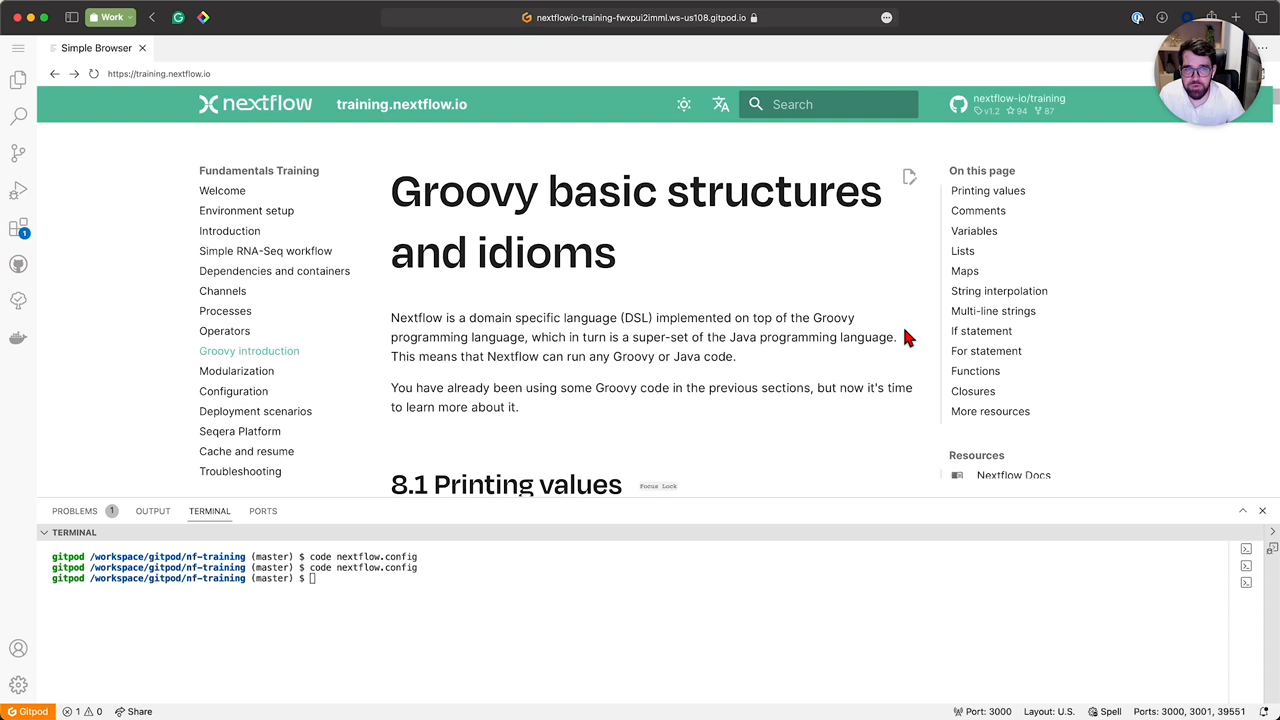 Work
nextflowio-training-fwxpui2imml.ws-us108.gitpod.io
Simple Browser
https://training.nextflow.io
nextflow
training.nextflow.io
Search
nextflow-io/training
v1.2 94 87
Fundamentals Training
Welcome
Environment setup
Introduction
Simple RNA-Seq workflow
Dependencies and containers
Channels
Processes
Operators
Groovy introduction
Modularization
Configuration
Deployment scenarios
Seqera Platform
Cache and resume
Troubleshooting
Groovy basic structures
and idioms
Nextflow is a domain specific language (DSL) implemented on top of the Groovy
programming language, which in turn is a super-set of the Java programming language.
This means that Nextflow can run any Groovy or Java code.
You have already been using some Groovy code in the previous sections, but now it's time
to learn more about it.
8.1 Printing values
Focus Lock
On this page
Printing values
Comments
Variables
Lists
Maps
String interpolation
Multi-line strings
If statement
For statement
Functions
Closures
More resources
Resources
Nextflow Docs
1
PROBLEMS 1 OUTPUT TERMINAL PORTS
TERMINAL
gitpod /workspace/gitpod/nf-training (master) $ code nextflow.config
gitpod /workspace/gitpod/nf-training (master) $ code nextflow.config
gitpod /workspace/gitpod/nf-training (master) $
Gitpod 1 0 Share Port: 3000 Layout: U.S. Spell Ports: 3000, 3001, 39551